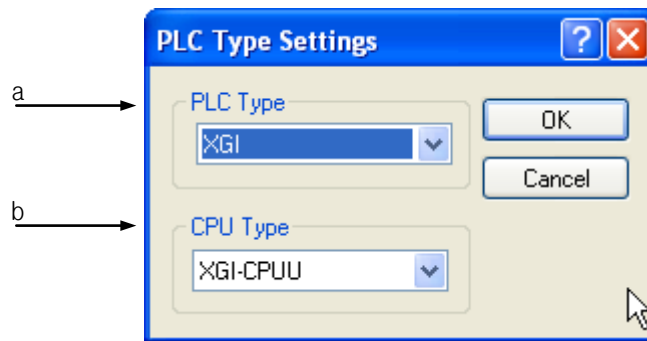 PLC Type Settings
a
PLC Type
XGI
OK
Cancel
b
CPU Type
XGI-CPUU